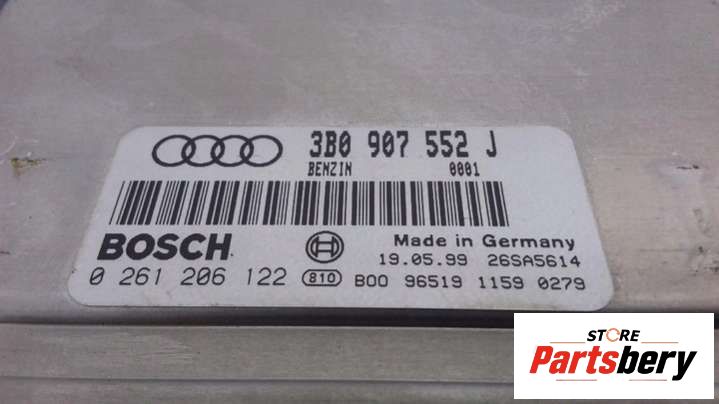 3B0 907 552 J
BENZIN 0001
BOSCH
Made in Germany
0 261 206 122
810
19.05.99 26SA5614
B00 96519 1159 0279
STORE
Partsbery